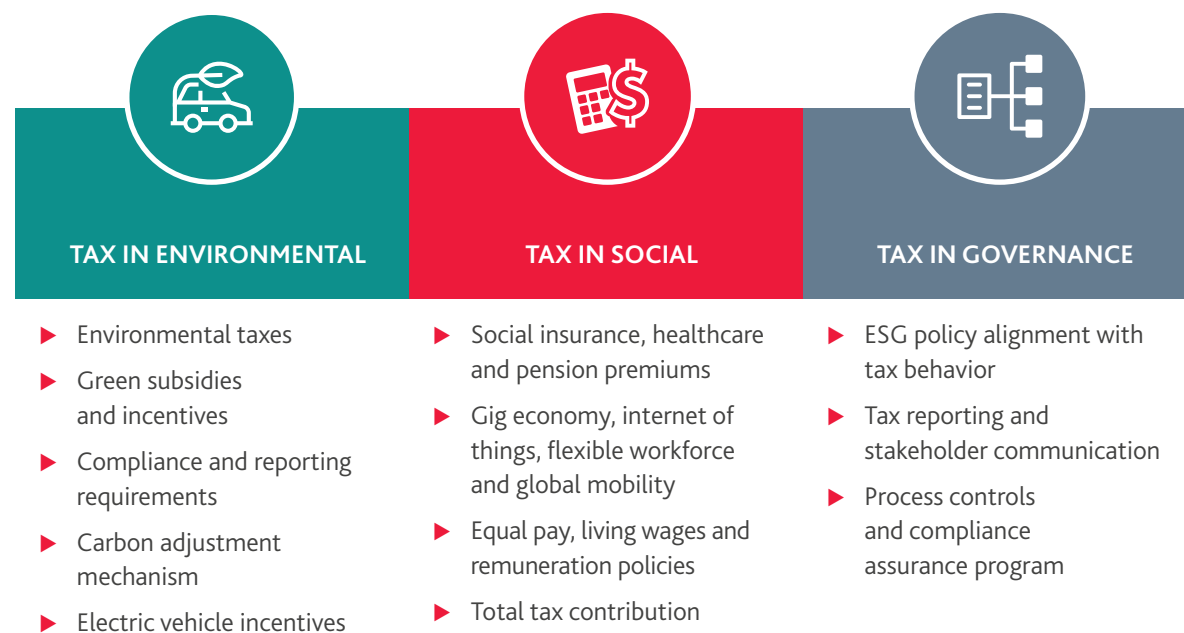 TAX IN ENVIRONMENTAL
Environmental taxes
Green subsidies
and incentives
Compliance and reporting
requirements
Carbon adjustment
mechanism
Electric vehicle incentives
TAX IN SOCIAL
Social insurance, healthcare
and pension premiums
Gig economy, internet of
things, flexible workforce
and global mobility
Equal pay, living wages and
remuneration policies
Total tax contribution
TAX IN GOVERNANCE
ESG policy alignment with
tax behavior
Tax reporting and
stakeholder communication
Process controls
and compliance
assurance program